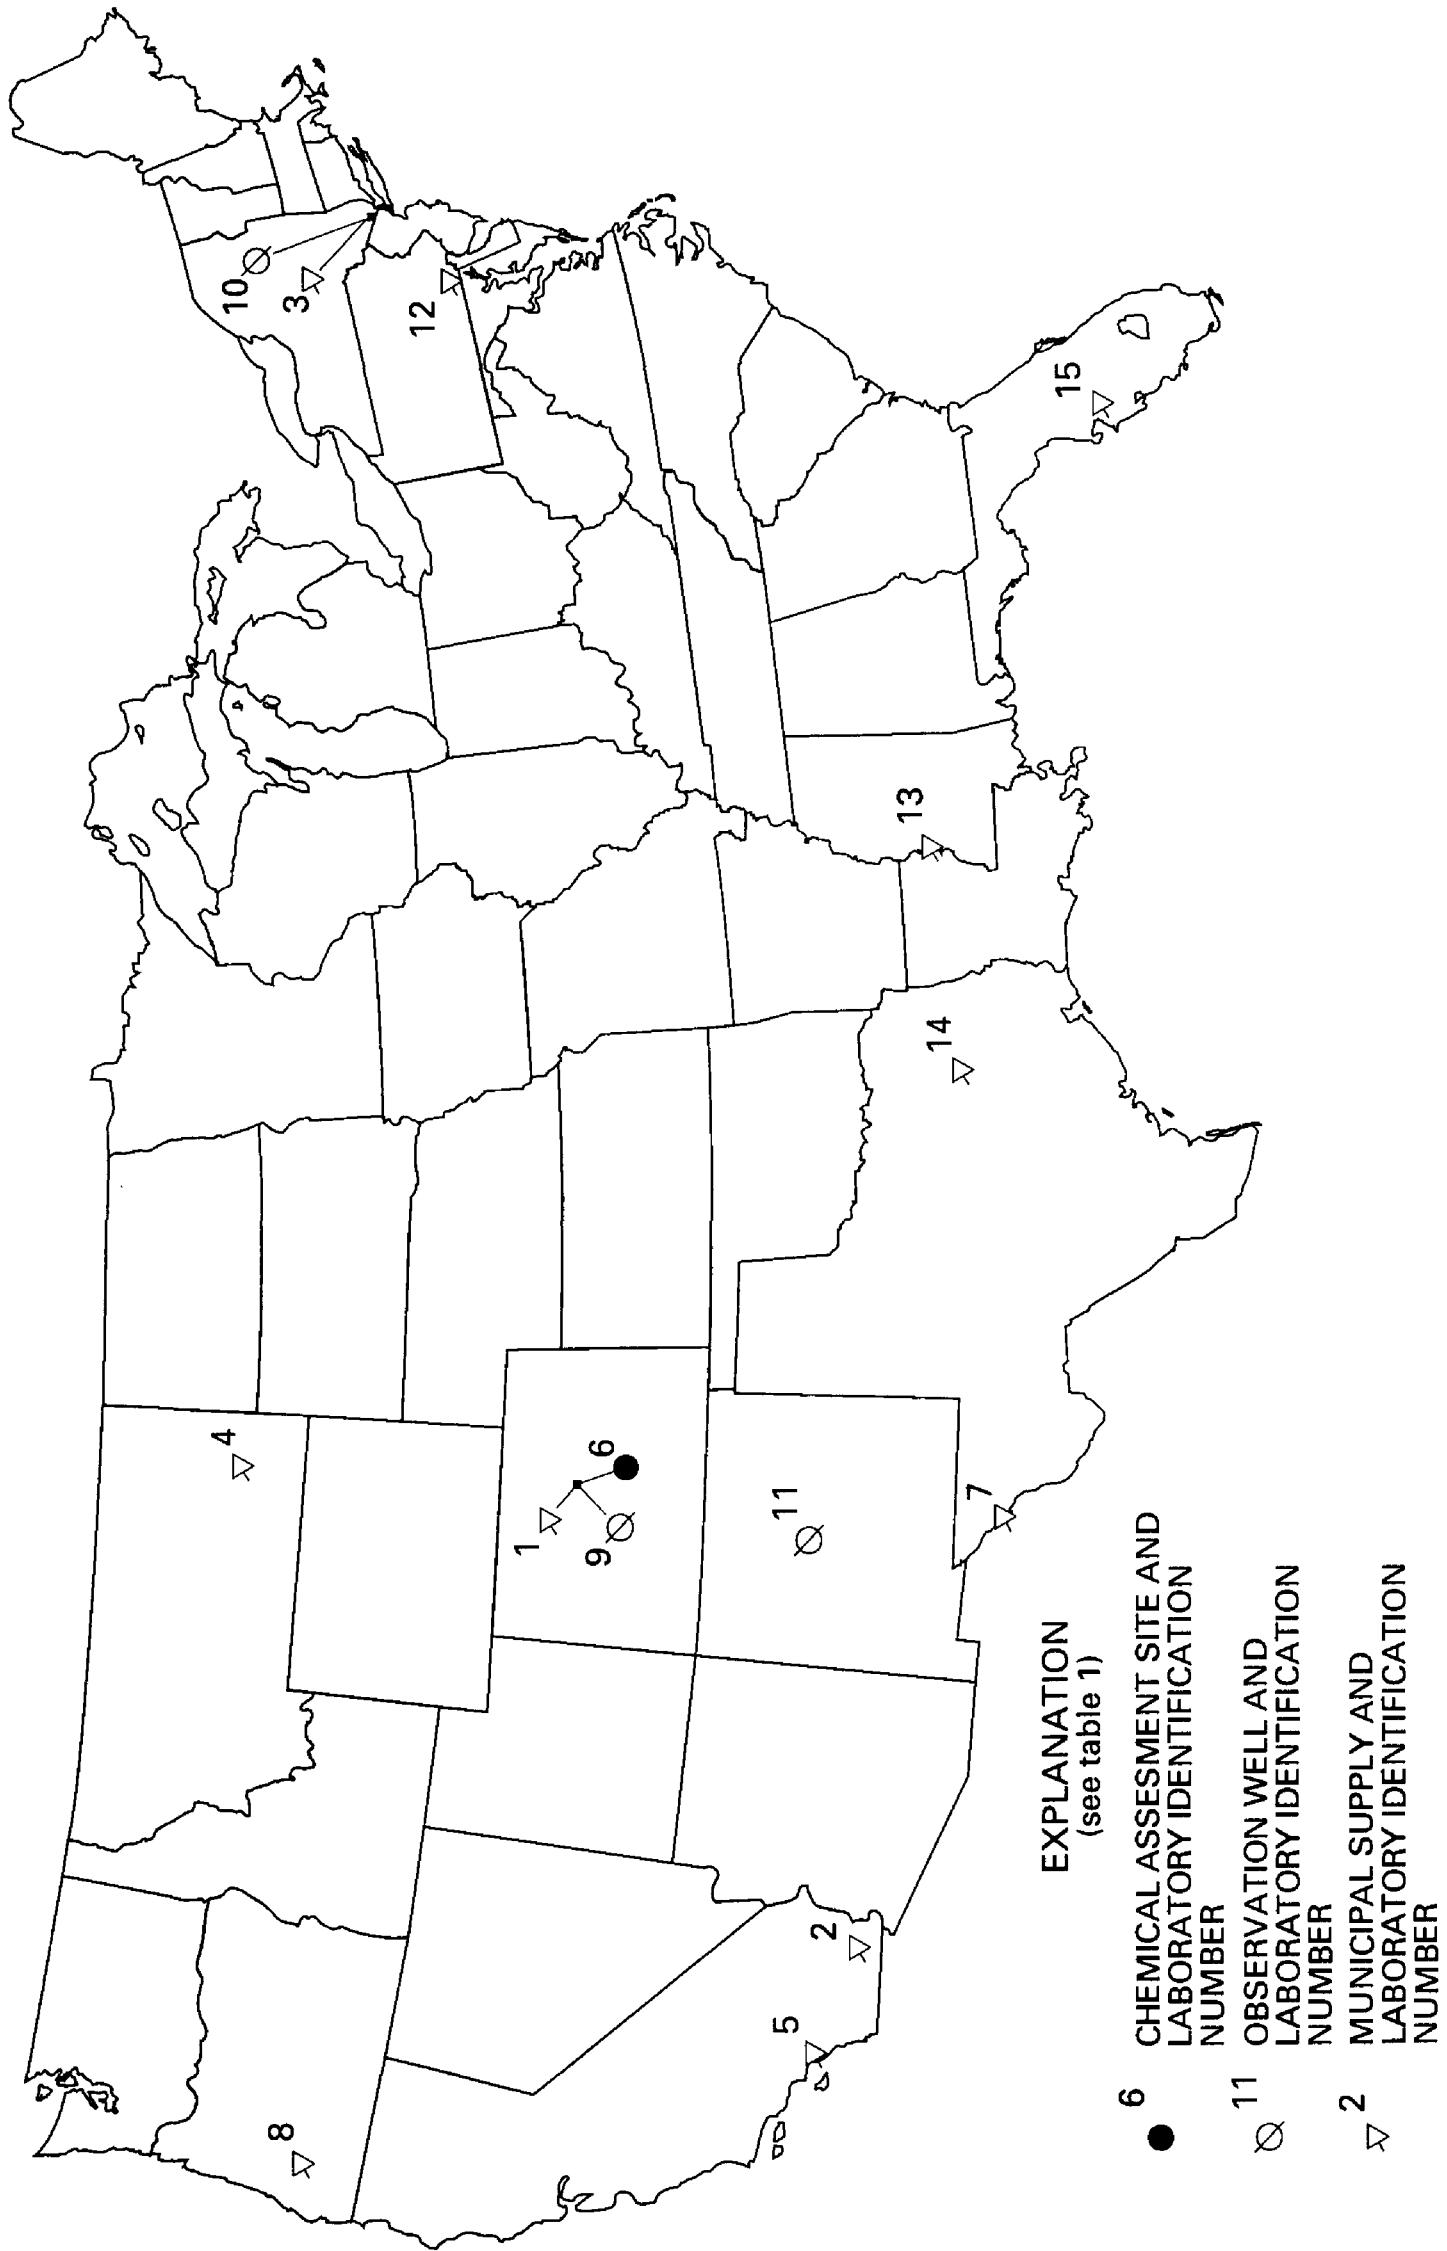 10
3
12
15
13
14
4
1
9
6
11
7
8
5
2
EXPLANATION
(see table 1)
6
CHEMICAL ASSESSMENT SITE AND
LABORATORY IDENTIFICATION
NUMBER
11
OBSERVATION WELL AND
LABORATORY IDENTIFICATION
NUMBER
2
MUNICIPAL SUPPLY AND
LABORATORY IDENTIFICATION
NUMBER